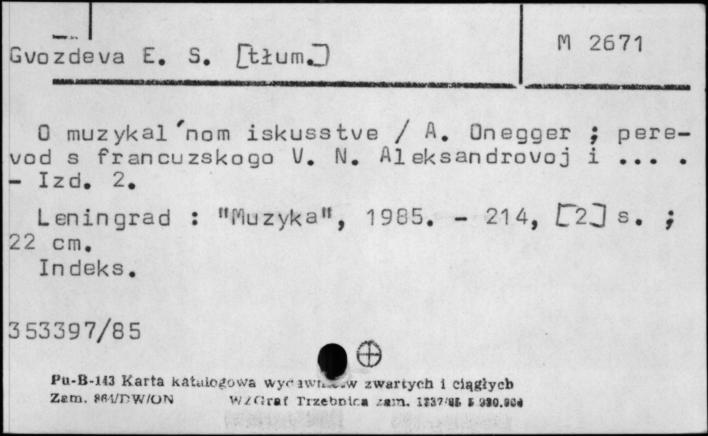 Gvozdeva E. S. [tłum.]
M 2671
O muzykal'nom iskusstve / A. Onegger ; pere-
vod s francuzskogo V. N. Aleksandrovoj i ... .
- Izd. 2.
Leningrad : "Muzyka", 1985. - 214, [2] s. ;
22 cm.
Indeks.
353397/85
Pu-B-143 Karta katalogowa wydawnictw zwartych i ciągłych
Zam. 864/DW/ON WZGraf Trzebnica zam.